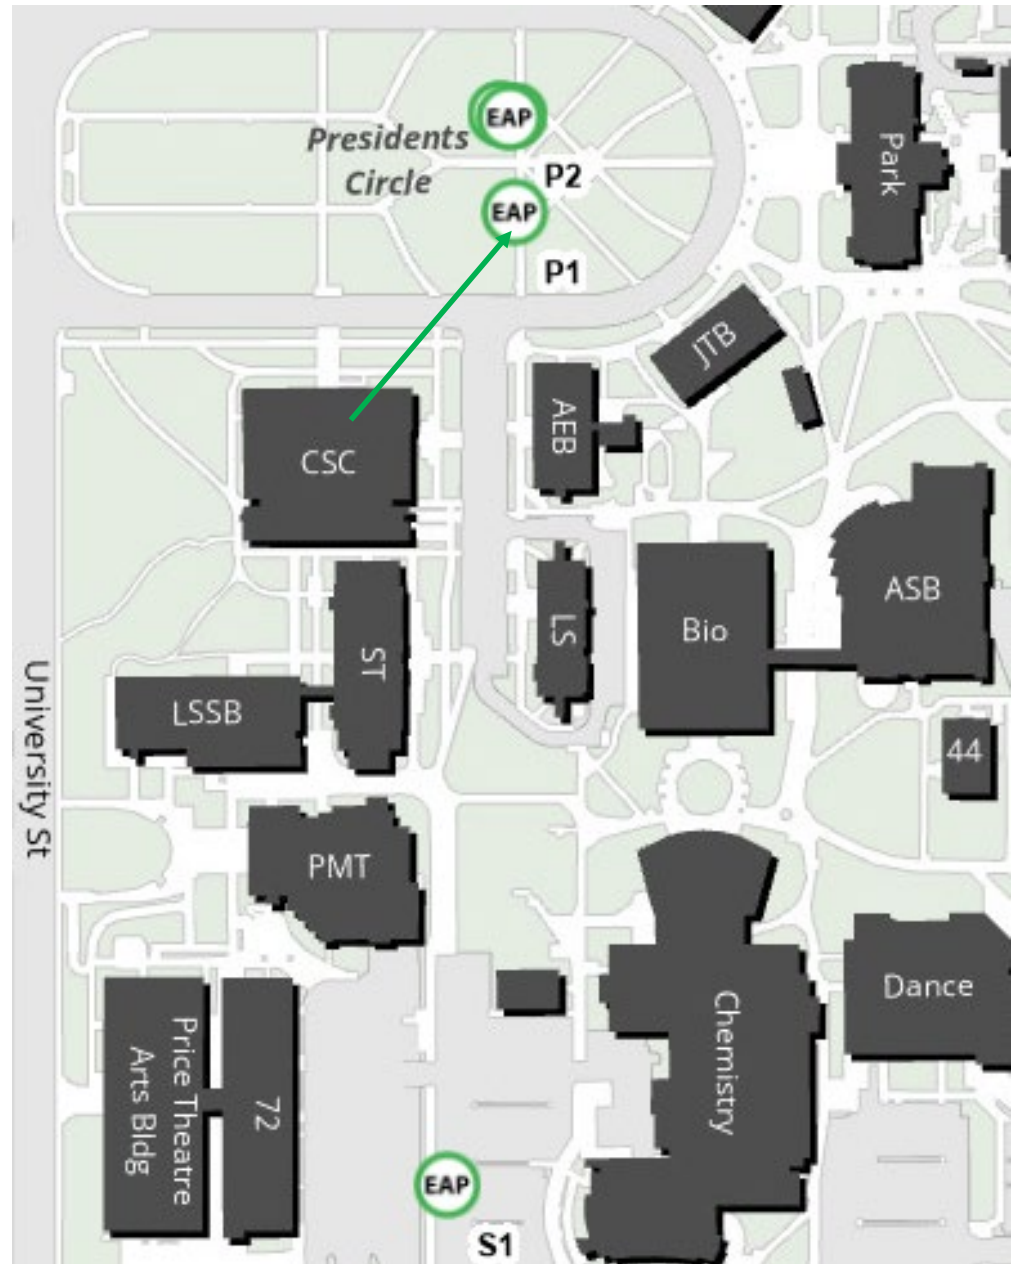 EAP
Presidents
Circle
P2
Park
EAP
P1
JTB
AEB
CSC
ASB
LS
Bio
ST
University St
LSSB
44
PMT
Dance
Price Theatre
Arts Bldg
72
Chemistry
EAP
S1